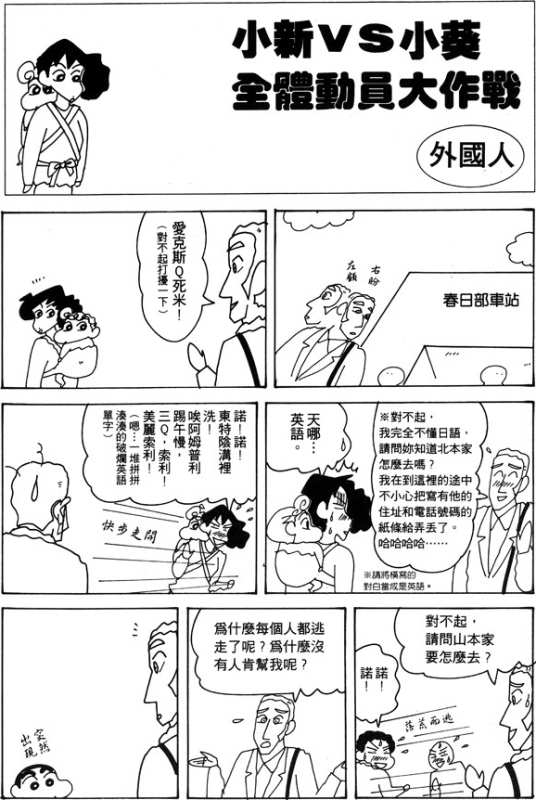 小新VS小葵
全體動員大作戰
外國人
春日部車站
右盼
左顧
愛克斯Q死米！
（對不起打擾一下）
※對不起，
我完全不懂日語。
請問妳知道北本家
怎麼去嗎？
我在到這裡的途中
不小心把寫有他的
住址和電話號碼的
紙條給弄丟了。
哈哈哈哈……
※請將橫寫的
對白當成是英語。
天哪…
英語。
諾！諾！
東特陰溝裡
洗！
唉阿姆普利
踢午慢，
三Q，索利！
美麗索利！
（嗯…一堆拼拼
湊湊的破爛英語
單字）
快步走開
對不起，
請問山本家
要怎麼去？
諾！
諾！
落荒而逃
爲什麼每個人都逃
走了呢？爲什麼沒
有人肯幫我呢？
突然
出現